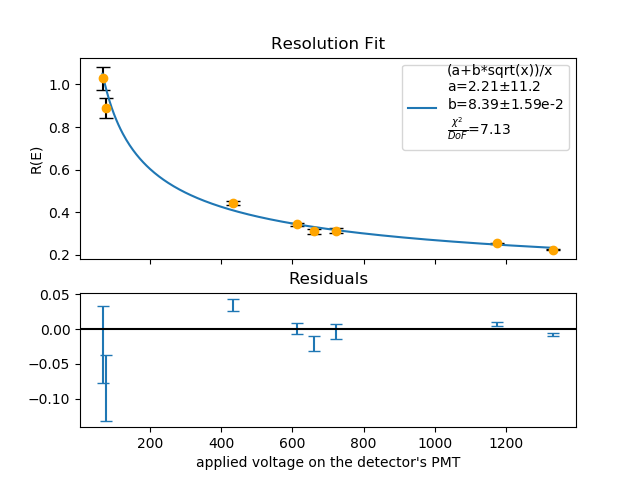 Resolution Fit
R(E)
1.0
0.8
0.6
0.4
0.2
(a+b*sqrt(x))/x
a=2.21±11.2
b=8.39±1.59e-2
χ²/DoF=7.13
Residuals
0.05
0.00
−0.05
−0.10
200 400 600 800 1000 1200
applied voltage on the detector's PMT